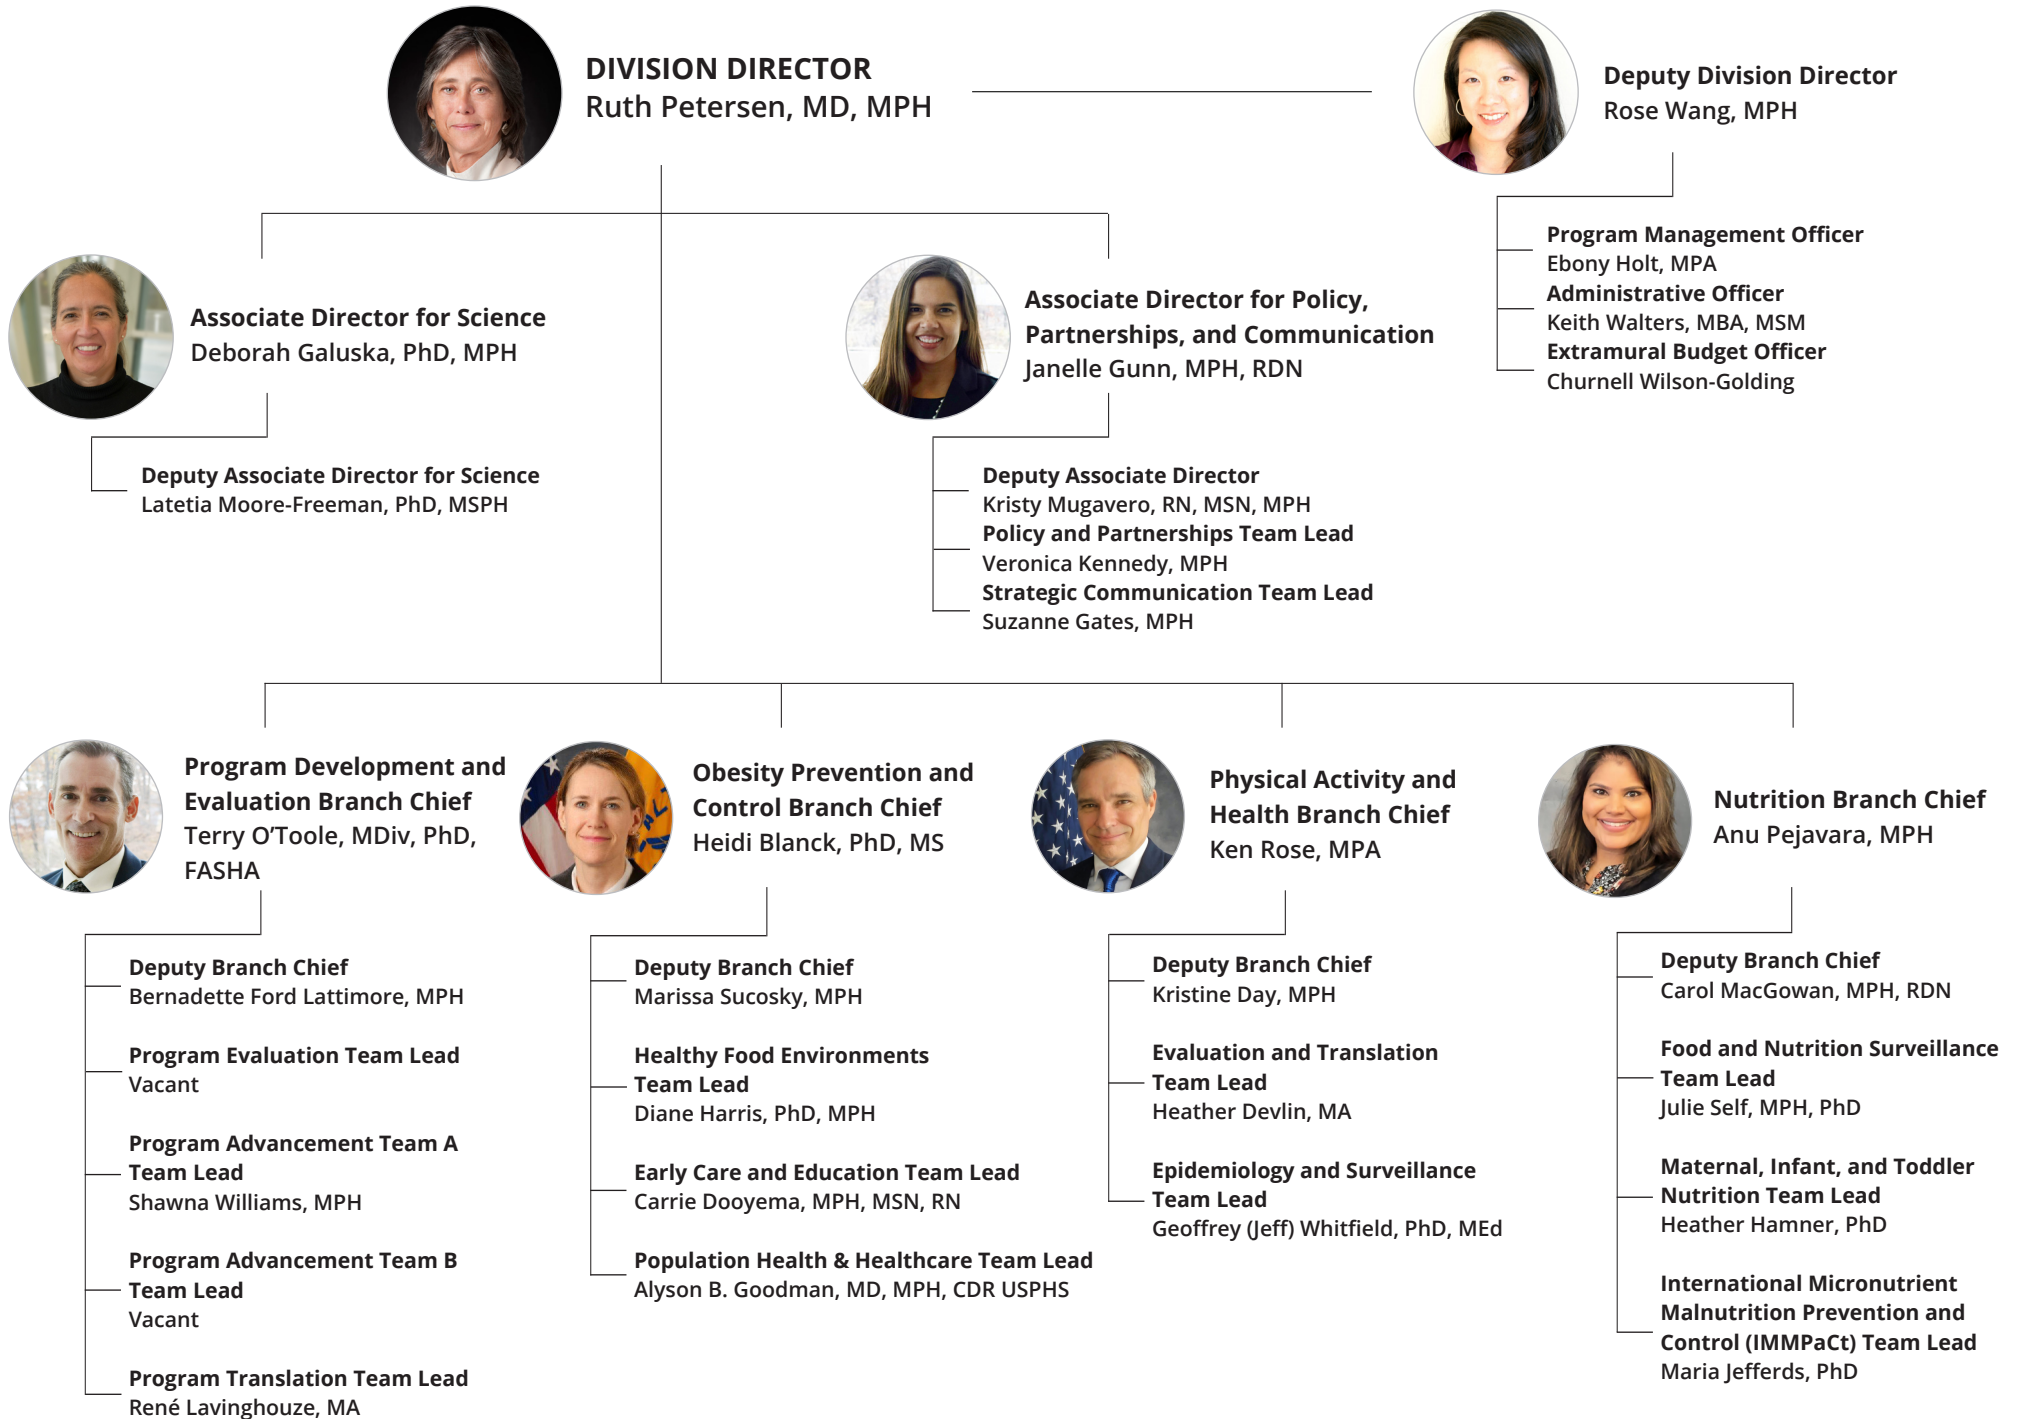 DIVISION DIRECTOR
Ruth Petersen, MD, MPH
Deputy Division Director
Rose Wang, MPH
Program Management Officer
Ebony Holt, MPA
Administrative Officer
Keith Walters, MBA, MSM
Extramural Budget Officer
Churnell Wilson-Golding
Associate Director for Science
Deborah Galuska, PhD, MPH
Deputy Associate Director for Science
Latetia Moore-Freeman, PhD, MSPH
Associate Director for Policy,
Partnerships, and Communication
Janelle Gunn, MPH, RDN
Deputy Associate Director
Kristy Mugavero, RN, MSN, MPH
Policy and Partnerships Team Lead
Veronica Kennedy, MPH
Strategic Communication Team Lead
Suzanne Gates, MPH
Program Development and
Evaluation Branch Chief
Terry O’Toole, MDiv, PhD,
FASHA
Deputy Branch Chief
Bernadette Ford Lattimore, MPH
Program Evaluation Team Lead
Vacant
Program Advancement Team A
Team Lead
Shawna Williams, MPH
Program Advancement Team B
Team Lead
Vacant
Program Translation Team Lead
René Lavinghouze, MA
Obesity Prevention and
Control Branch Chief
Heidi Blanck, PhD, MS
Deputy Branch Chief
Marissa Sucosky, MPH
Healthy Food Environments
Team Lead
Diane Harris, PhD, MPH
Early Care and Education Team Lead
Carrie Dooyema, MPH, MSN, RN
Population Health & Healthcare Team Lead
Alyson B. Goodman, MD, MPH, CDR USPHS
Physical Activity and
Health Branch Chief
Ken Rose, MPA
Deputy Branch Chief
Kristine Day, MPH
Evaluation and Translation
Team Lead
Heather Devlin, MA
Epidemiology and Surveillance
Team Lead
Geoffrey (Jeff) Whitfield, PhD, MEd
Nutrition Branch Chief
Anu Pejavara, MPH
Deputy Branch Chief
Carol MacGowan, MPH, RDN
Food and Nutrition Surveillance
Team Lead
Julie Self, MPH, PhD
Maternal, Infant, and Toddler
Nutrition Team Lead
Heather Hamner, PhD
International Micronutrient
Malnutrition Prevention and
Control (IMMPaCt) Team Lead
Maria Jefferds, PhD